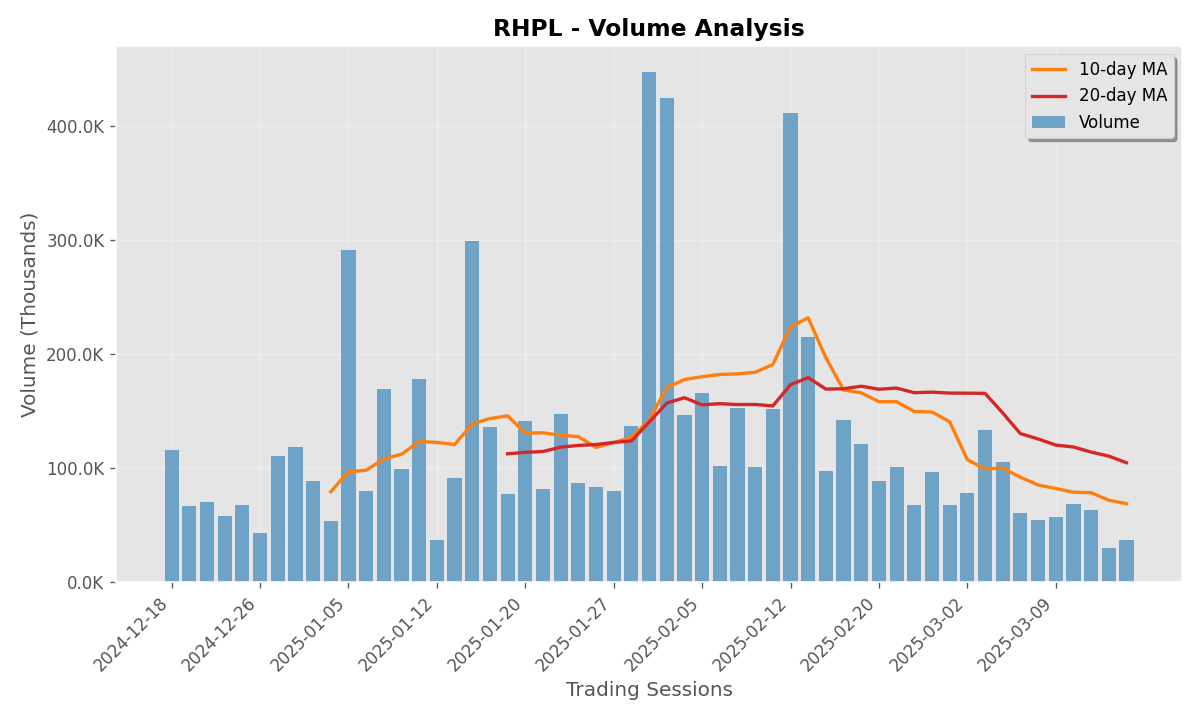 RHPL - Volume Analysis
10-day MA
20-day MA
Volume
Volume (Thousands)
400.0K
300.0K
200.0K
100.0K
0.0K
2024-12-18
2024-12-26
2025-01-05
2025-01-12
2025-01-20
2025-01-27
2025-02-05
2025-02-12
2025-02-20
2025-03-02
2025-03-09
Trading Sessions